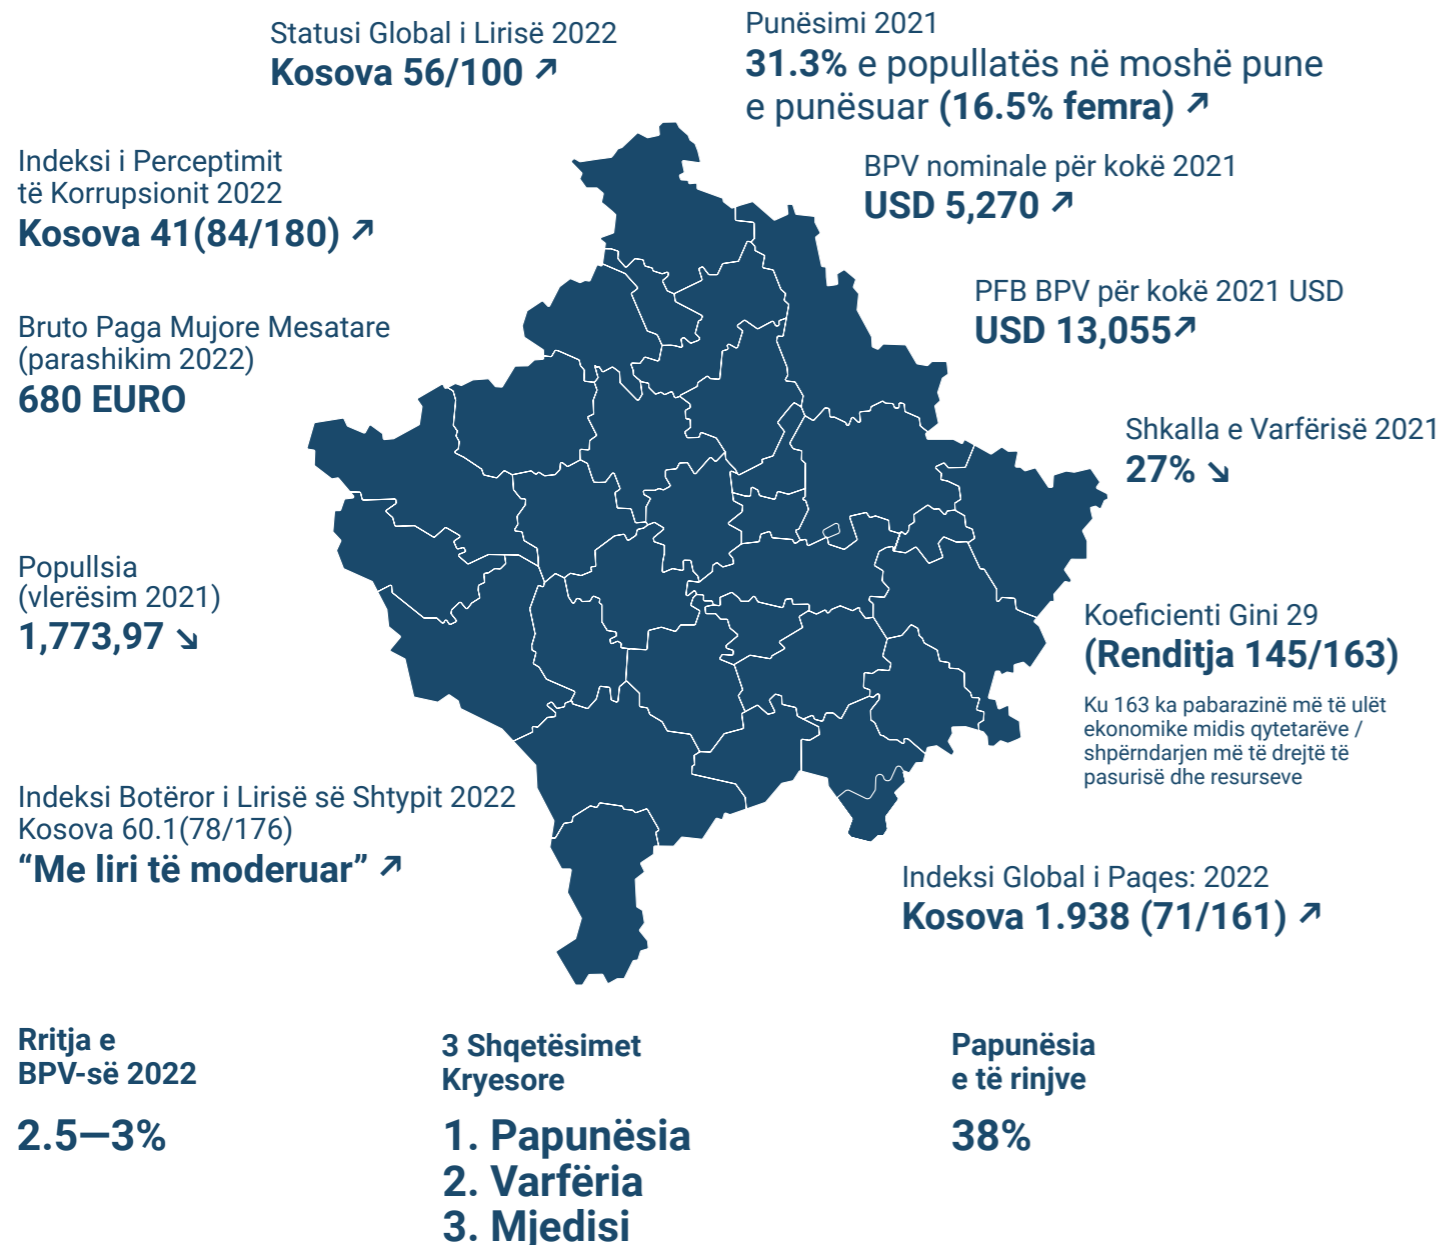 Statusi Global i Lirisë 2022
Kosova 56/100 ↗
Punësimi 2021
31.3% e popullatës në moshë pune
e punësuar (16.5% femra) ↗
Indeksi i Perceptimit
të Korrupsionit 2022
Kosova 41(84/180) ↗
BPV nominale për kokë 2021
USD 5,270 ↗
PFB BPV për kokë 2021 USD
USD 13,055↗
Bruto Paga Mujore Mesatare
(parashikim 2022)
680 EURO
Shkalla e Varfërisë 2021
27% ↘
Popullsia
(vlerësim 2021)
1,773,97 ↘
Koeficienti Gini 29
(Renditja 145/163)
Ku 163 ka pabarazinë më të ulët
ekonomike midis qytetarëve /
shpërndarjen më të drejtë të
pasurisë dhe resurseve
Indeksi Botëror i Lirisë së Shtypit 2022
Kosova 60.1(78/176)
“Me liri të moderuar” ↗
Indeksi Global i Paqes: 2022
Kosova 1.938 (71/161) ↗
Rritja e
BPV-së 2022
2.5—3%
3 Shqetësimet
Kryesore
1. Papunësia
2. Varfëria
3. Mjedisi
Papunësia
e të rinjve
38%